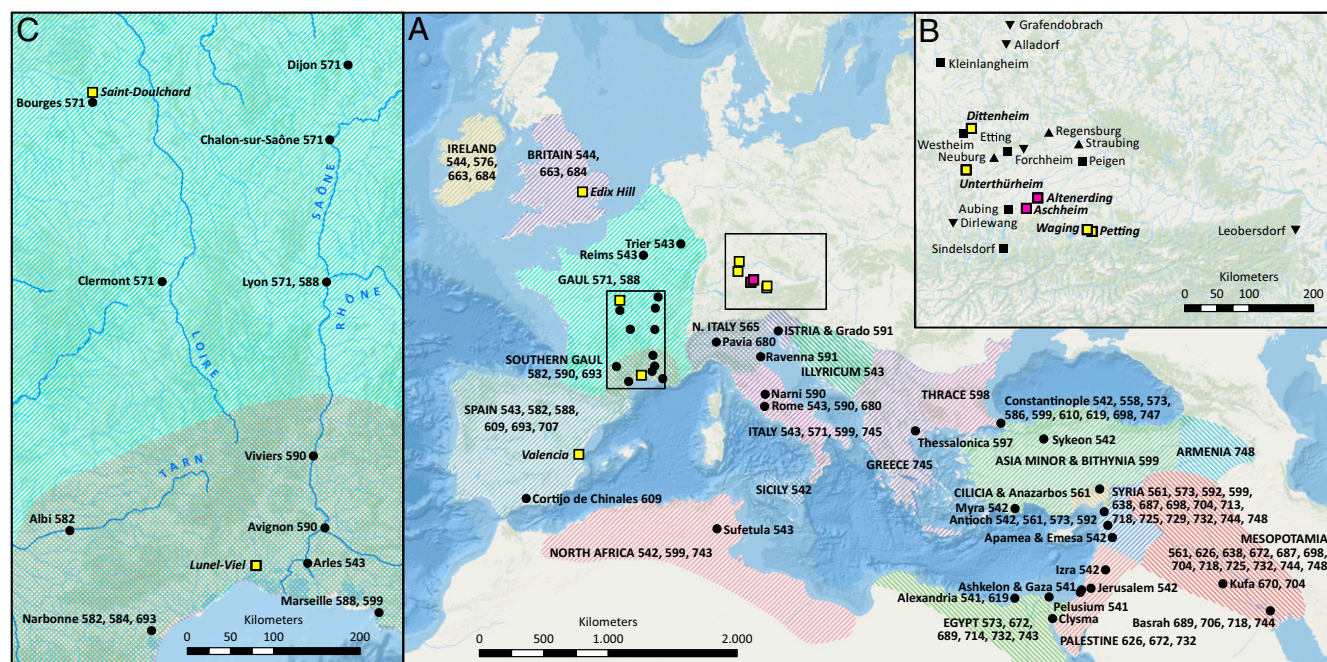 C
Dijon 571
Saint-Doulchard
Bourges 571
Chalon-sur-Saône 571
SAÔNE
Clermont 571
Lyon 571, 588
RHÔNE
LOIRE
Viviers 590
TARN
Albi 582
Avignon 590
Lunel-Viel
Arles 543
Marseille 588, 599
Narbonne 582, 584, 693
Kilometers
0 50 100 200
A
IRELAND
544, 576,
663, 684
BRITAIN 544,
663, 684
Edix Hill
Trier 543
Reims 543
GAUL 571, 588
N. ITALY 565
ISTRIA & Grado 591
Pavia 680
Ravenna 591
SOUTHERN GAUL
582, 590, 693
ILLYRICUM 543
THRACE 598
Narni 590
Rome 543, 590, 680
Constantinople 542, 558, 573,
586, 599, 610, 619, 698, 747
SPAIN 543, 582, 588,
609, 693, 707
ITALY 543, 571, 599, 745
Thessalonica 597
Sykeon 542
ARMENIA 748
Valencia
GREECE 745
ASIA MINOR & BITHYNIA 599
SICILY 542
CILICIA & Anazarbos 561
SYRIA 561, 573, 592, 599,
638, 687, 698, 704, 713,
718, 725, 729, 732, 744, 748
Cortijo de Chinales 609
Myra 542
Antioch 542, 561, 573, 592
Sufetula 543
Apamea & Emesa 542
MESOPOTAMIA
561, 626, 638, 672, 687, 698,
704, 718, 725, 732, 744, 748
NORTH AFRICA 542, 599, 743
Izra 542
Ashkelon & Gaza 541
Jerusalem 542
Kufa 670, 704
Alexandria 541, 619
Pelusium 541
Clysma
Basrah 689, 706, 718, 744
EGYPT 573, 672,
689, 714, 732, 743
PALESTINE 626, 672, 732
Kilometers
0 500 1.000 2.000
B
Grafendobrach
Alladorf
Kleinlangheim
Dittenheim
Westheim
Etting
Regensburg
Straubing
Neuburg
Forchheim
Peigen
Unterthürheim
Altenerding
Aubing
Aschheim
Dirlewang
Waging
Petting
Leobersdorf
Sindelsdorf
Kilometers
0 50 100 200